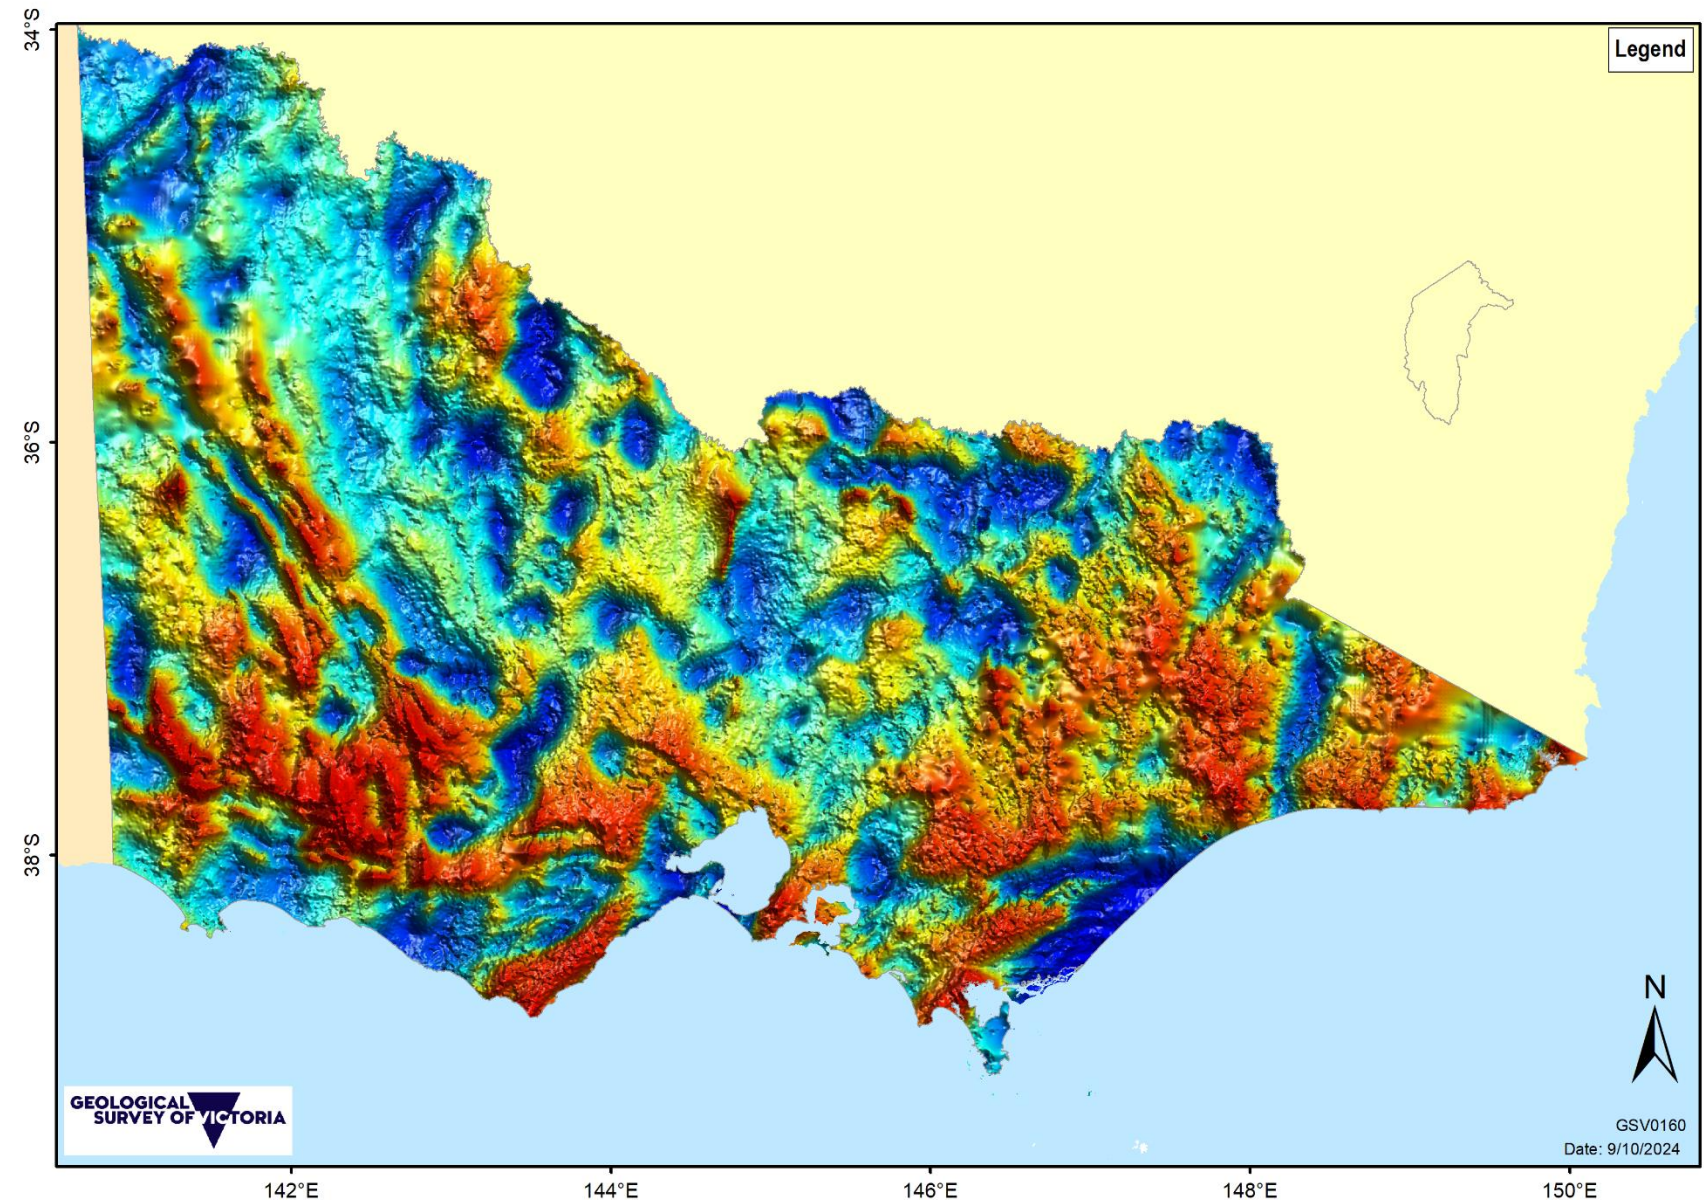 Legend
34°S
36°S
38°S
N
GEOLOGICAL
SURVEY OF VICTORIA
GSV0160
Date: 9/10/2024
142°E
144°E
146°E
148°E
150°E